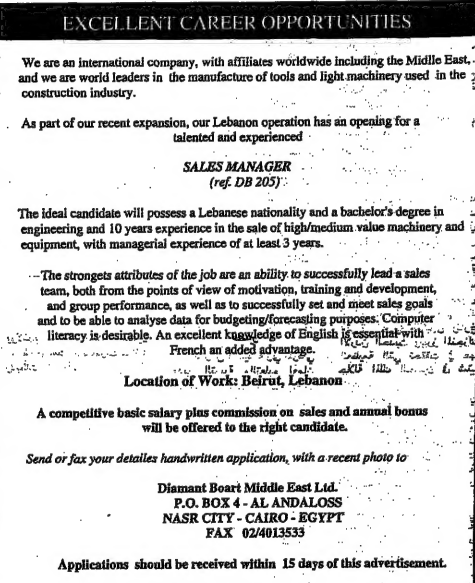 EXCELLENT CAREER OPPORTUNITIES
We are an international company, with affiliates worldwide including the Midlle East,
and we are world leaders in the manufacture of tools and light machinery used in the
construction industry.
As part of our recent expansion, our Lebanon operation has an opening for a
talented and experienced
SALES MANAGER
(ref. DB 205)
The ideal candidate will possess a Lebanese nationality and a bachelor's degree in
engineering and 10 years experience in the sale of high/medium value machinery and
equipment, with managerial experience of at least 3 years.
The strongets attributes of the job are an ability to successfully lead a sales
team, both from the points of view of motivation, training and development,
and group performance, as well as to successfully set and meet sales goals
and to be able to analyse data for budgeting/forecasting purposes. Computer
literacy is desirable. An excellent knowledge of English is essential with
French an added advantage.
Location of Work: Beirut, Lebanon
A competitive basic salary plus commission on sales and annual bonus
will be offered to the right candidate.
Send or fax your detailes handwritten application, with a recent photo to
Diamant Boart Middle East Ltd.
P.O. BOX 4 - AL ANDALOSS
NASR CITY - CAIRO - EGYPT
FAX 02/4013533
Applications should be received within 15 days of this advertisement.